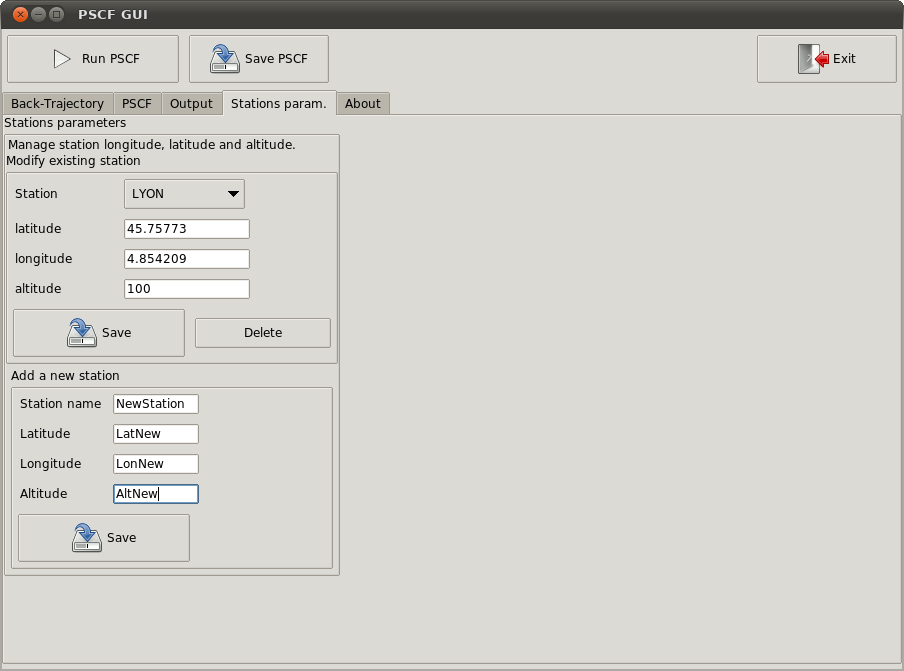 PSCF GUI
Run PSCF
Save PSCF
Exit
Back-Trajectory
PSCF
Output
Stations param.
About
Stations parameters
Manage station longitude, latitude and altitude.
Modify existing station
Station
LYON
latitude
45.75773
longitude
4.854209
altitude
100
Save
Delete
Add a new station
Station name
NewStation
Latitude
LatNew
Longitude
LonNew
Altitude
AltNew
Save